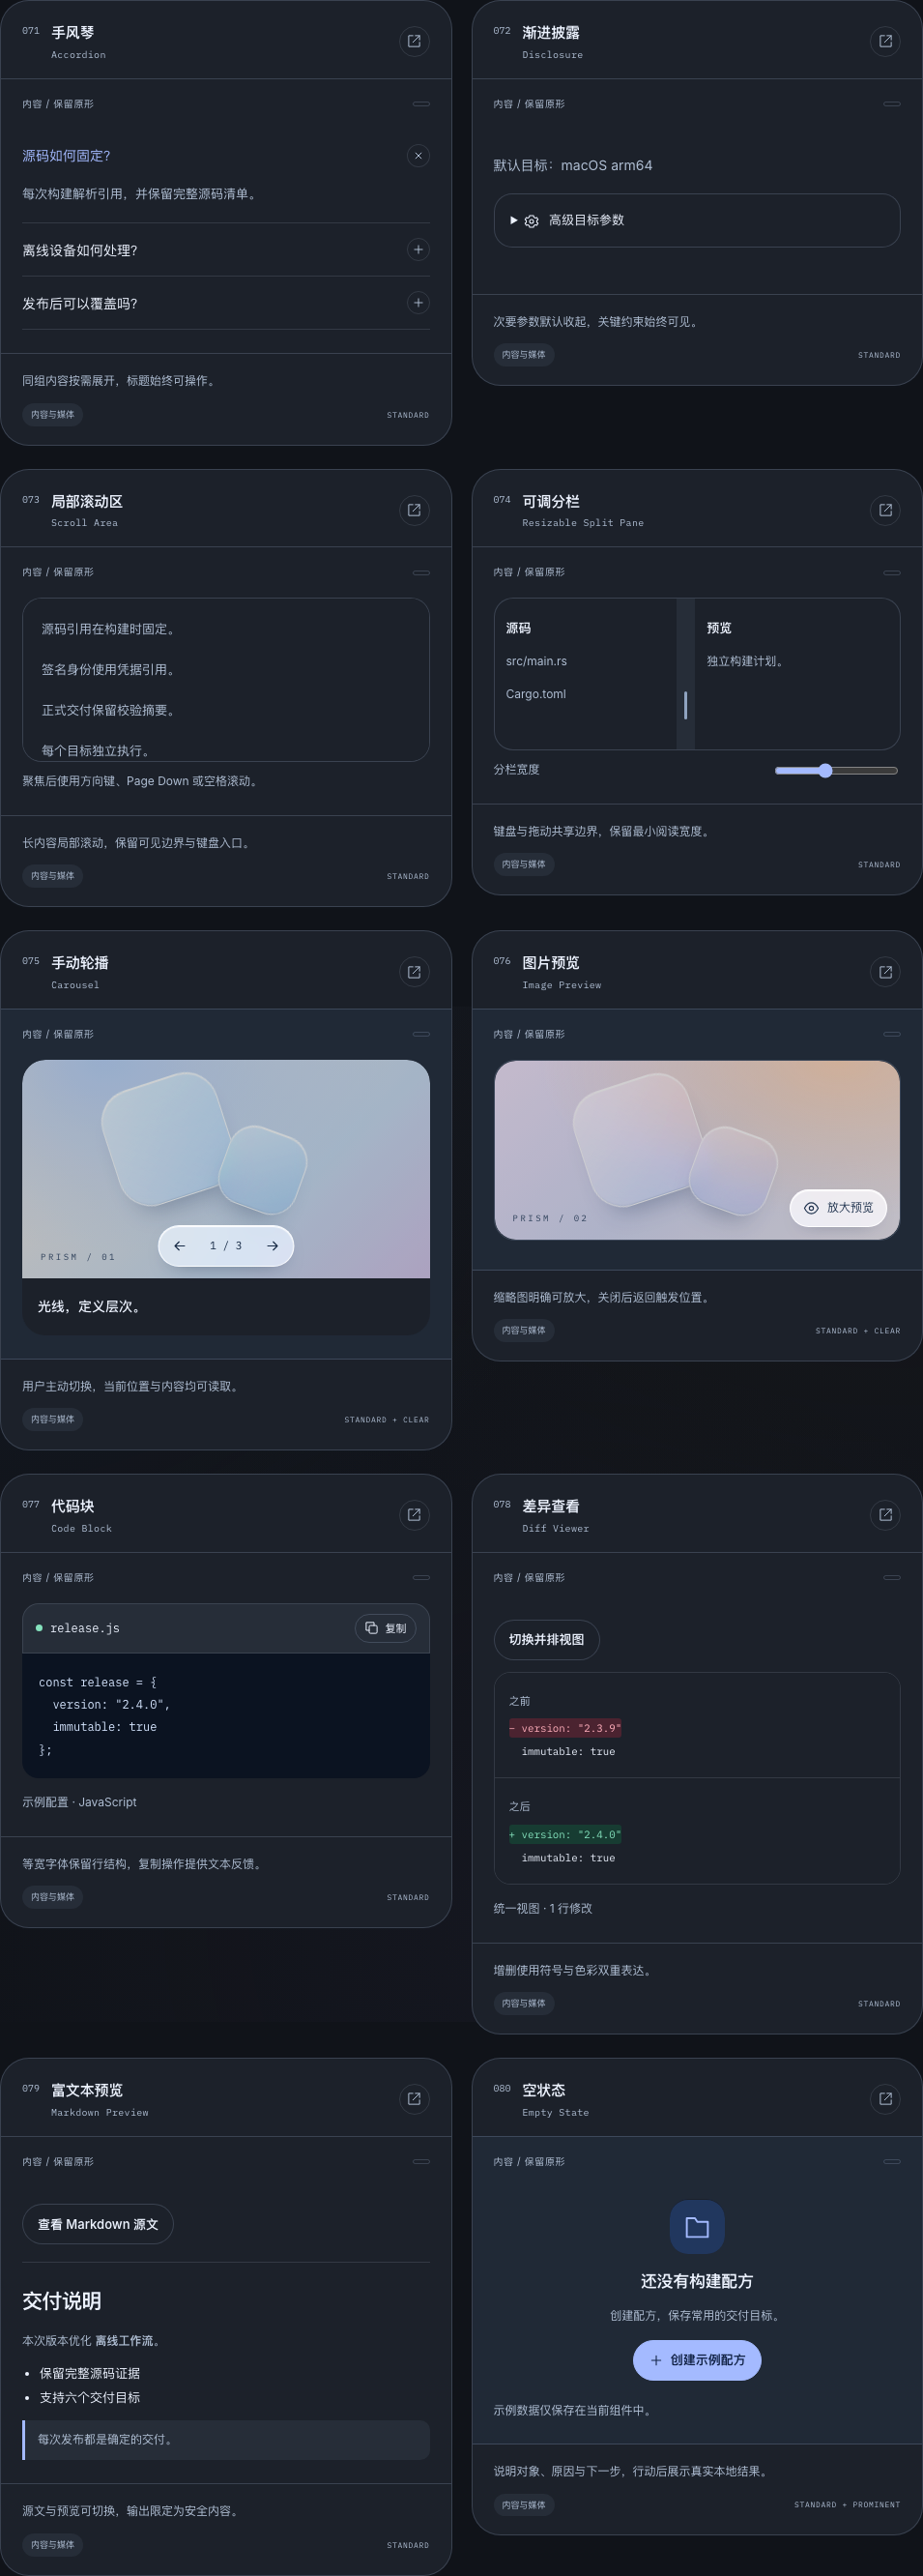 071 手风琴
Accordion
内容 / 保留原形
源码如何固定?
每次构建解析引用，并保留完整源码清单。
离线设备如何处理?
发布后可以覆盖吗?
同组内容按需展开，标题始终可操作。
内容与媒体 STANDARD
072 渐进披露
Disclosure
内容 / 保留原形
默认目标：macOS arm64
高级目标参数
次要参数默认收起，关键约束始终可见。
内容与媒体 STANDARD
073 局部滚动区
Scroll Area
内容 / 保留原形
源码引用在构建时固定。
签名身份使用凭据引用。
正式交付保留校验摘要。
每个目标独立执行。
聚焦后使用方向键、Page Down 或空格滚动。
长内容局部滚动，保留可见边界与键盘入口。
内容与媒体 STANDARD
074 可调分栏
Resizable Split Pane
内容 / 保留原形
源码 预览
src/main.rs 独立构建计划。
Cargo.toml
分栏宽度
键盘与拖动共享边界，保留最小阅读宽度。
内容与媒体 STANDARD
075 手动轮播
Carousel
内容 / 保留原形
PRISM / 01
← 1 / 3 →
光线，定义层次。
用户主动切换，当前位置与内容均可读取。
内容与媒体 STANDARD + CLEAR
076 图片预览
Image Preview
内容 / 保留原形
PRISM / 02
放大预览
缩略图明确可放大，关闭后返回触发位置。
内容与媒体 STANDARD + CLEAR
077 代码块
Code Block
内容 / 保留原形
release.js 复制
const release = {
  version: "2.4.0",
  immutable: true
};
示例配置 · JavaScript
等宽字体保留行结构，复制操作提供文本反馈。
内容与媒体 STANDARD
078 差异查看
Diff Viewer
内容 / 保留原形
切换并排视图
之前
− version: "2.3.9"
  immutable: true
之后
+ version: "2.4.0"
  immutable: true
统一视图 · 1 行修改
增删使用符号与色彩双重表达。
内容与媒体 STANDARD
079 富文本预览
Markdown Preview
内容 / 保留原形
查看 Markdown 源文
交付说明
本次版本优化 离线工作流。
• 保留完整源码证据
• 支持六个交付目标
每次发布都是确定的交付。
源文与预览可切换，输出限定为安全内容。
内容与媒体 STANDARD
080 空状态
Empty State
内容 / 保留原形
还没有构建配方
创建配方，保存常用的交付目标。
+ 创建示例配方
示例数据仅保存在当前组件中。
说明对象、原因与下一步，行动后展示真实本地结果。
内容与媒体 STANDARD + PROMINENT